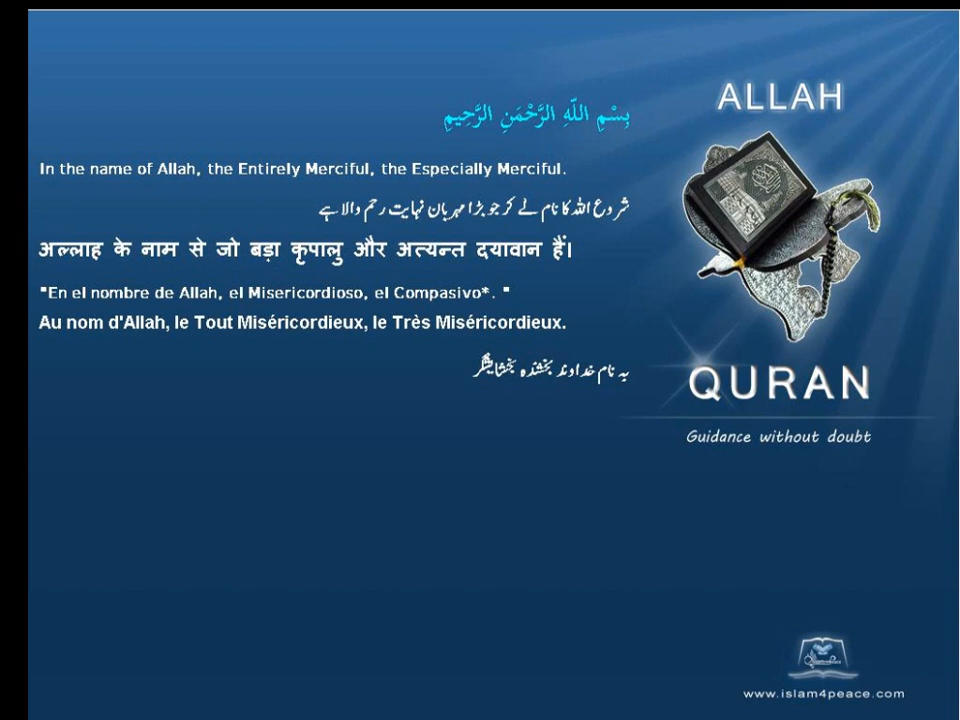 بِسْمِ اللَّهِ الرَّحْمَنِ الرَّحِيمِ
In the name of Allah, the Entirely Merciful, the Especially Merciful.
شروع اللہ کا نام لے کر جو بڑا مہربان نہایت رحم والا ہے
अल्लाह के नाम से जो बड़ा कृपालु और अत्यन्त दयावान हैं।
"En el nombre de Allah, el Misericordioso, el Compasivo*. "
Au nom d'Allah, le Tout Miséricordieux, le Très Miséricordieux.
به نام خداوند بخشنده بخشایشگر
ALLAH
QURAN
Guidance without doubt
www.islam4peace.com